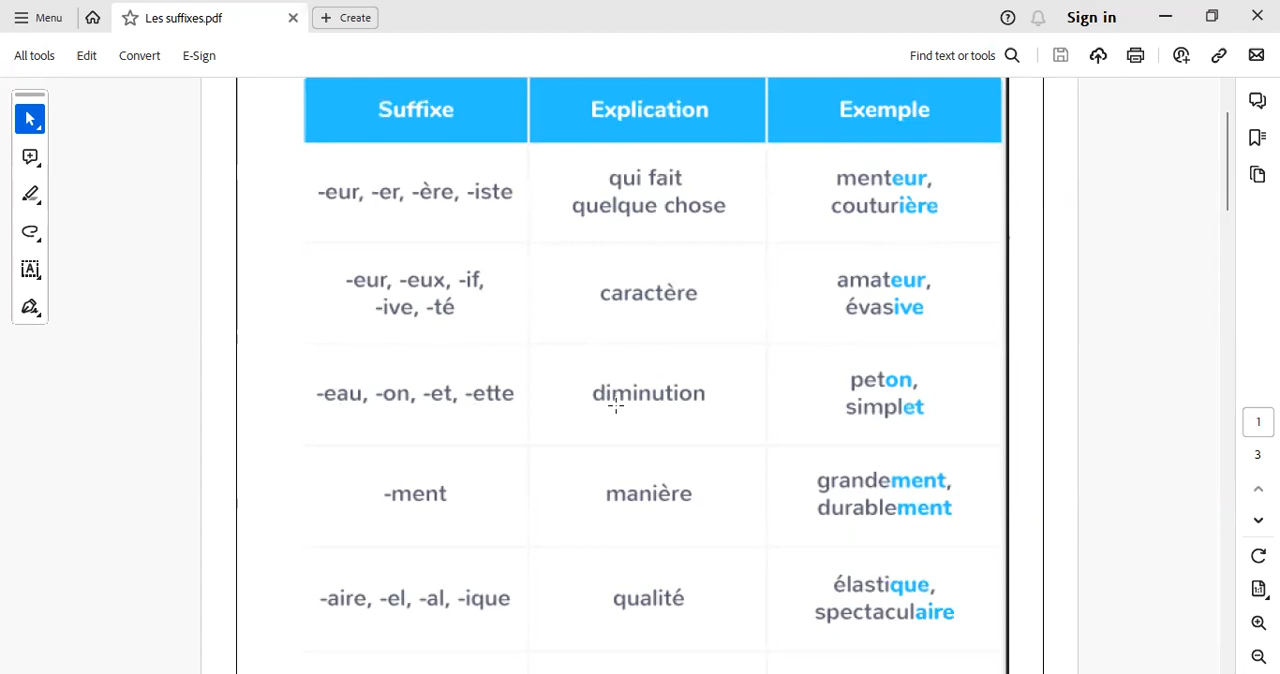 Menu
Les suffixes.pdf
Create
Sign in
All tools
Edit
Convert
E-Sign
Find text or tools
Suffixe
Explication
Exemple
-eur, -er, -ère, -iste
qui fait
quelque chose
menteur,
couturière
-eur, -eux, -if,
-ive, -té
caractère
amateur,
évasive
-eau, -on, -et, -ette
diminution
peton,
simplet
-ment
manière
grandement,
durablement
-aire, -el, -al, -ique
qualité
élastique,
spectaculaire
1
3